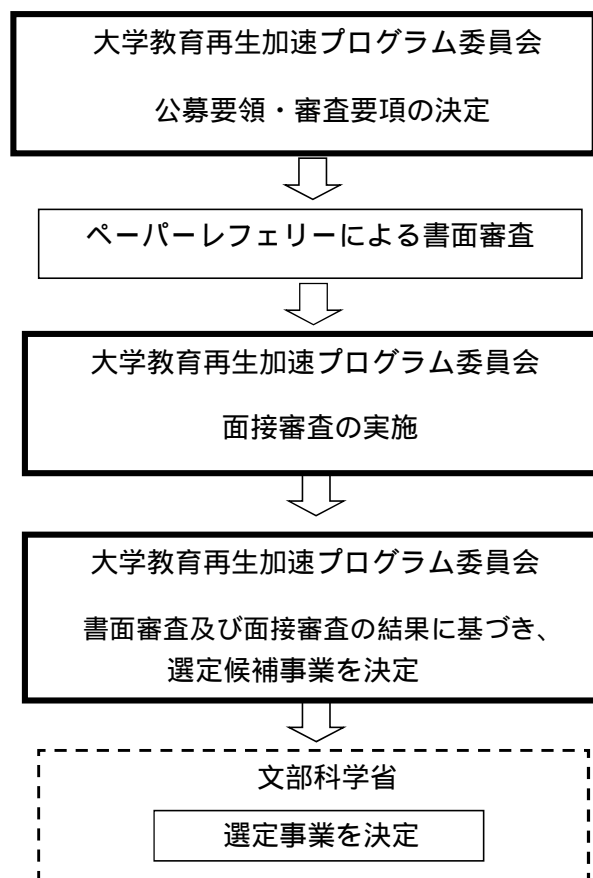 大学教育再生加速プログラム委員会
公募要領・審査要項の決定
ペーパーレフェリーによる書面審査
大学教育再生加速プログラム委員会
面接審査の実施
大学教育再生加速プログラム委員会
書面審査及び面接審査の結果に基づき、
選定候補事業を決定
文部科学省
選定事業を決定